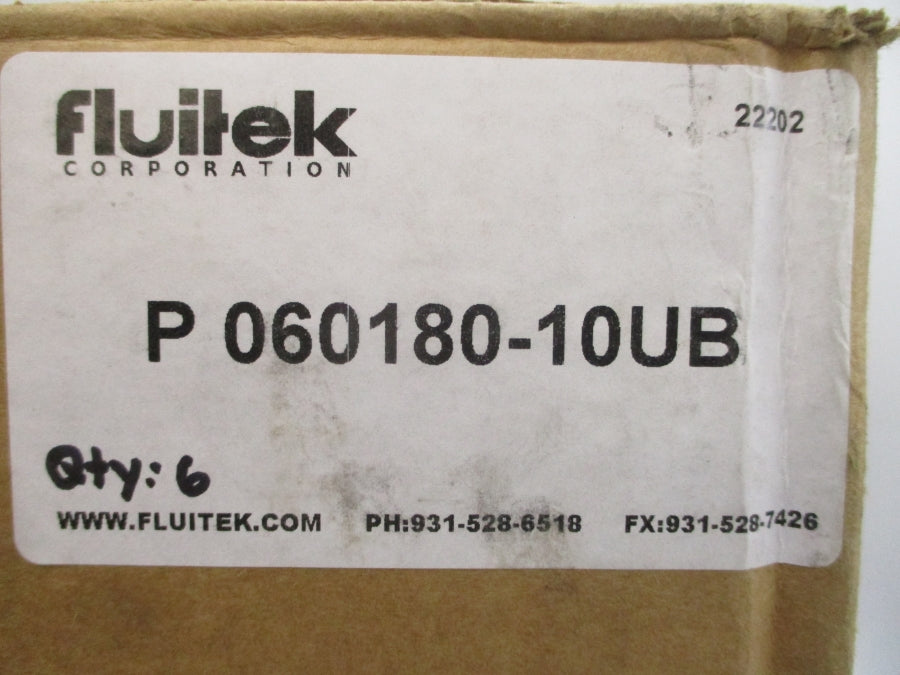 fluitek
CORPORATION
22202
P 060180-10UB
Qty: 6
WWW.FLUITEK.COM PH:931-528-6518 FX:931-528-7426